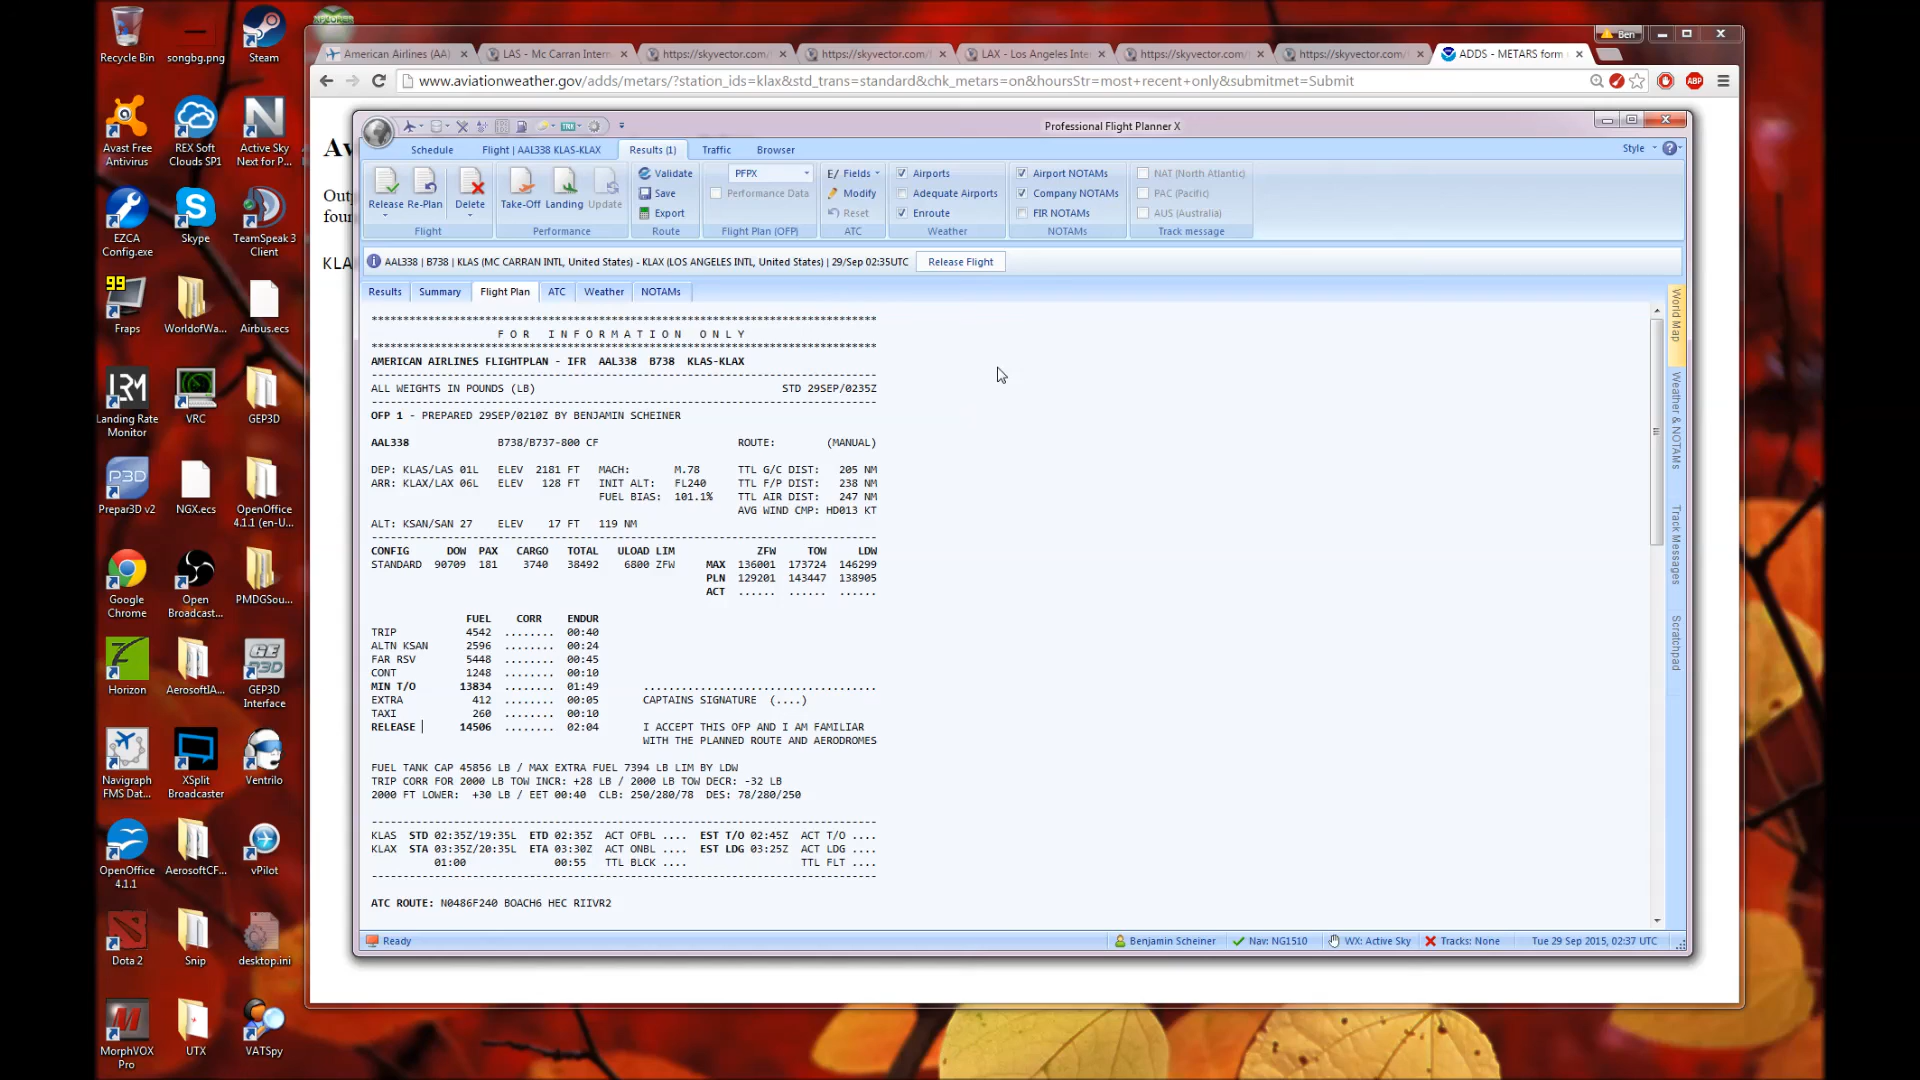 Recycle Bin
songbg.png
Steam
Avast Free Antivirus
REX Soft Clouds SP1
Active Sky Next for P...
EZCA Config.exe
Skype
TeamSpeak 3 Client
99
Fraps
WorldofWa...
Airbus.ecs
LRM
Landing Rate Monitor
VRC
GEP3D
P3D
Prepar3D v2
NGX.ecs
OpenOffice 4.1.1 (en-U...
Google Chrome
Open Broadcast...
PMDGSou...
Horizon
AerosoftA...
GEP3D Interface
Navigraph FMS Dat...
XSplit Broadcaster
Ventrilo
OpenOffice 4.1.1
AerosoftCF...
vPilot
Dota 2
Snip
desktop.ini
MorphVOX Pro
UTX
VATSpy
Ben
American Airlines (AA)
LAS - Mc Carran Intern
https://skyvector.com/
https://skyvector.com/
LAX - Los Angeles Inte
https://skyvector.com/
https://skyvector.com/
ADDS - METARS form
www.aviationweather.gov/adds/metars/?station_ids=klax&std_trans=standard&chk_metars=on&hoursStr=most+recent+only&submitmet=Submit
ABP
Av
Outp
foun
KLA
Professional Flight Planner X
Schedule
Flight | AAL338 KLAS-KLAX
Results (1)
Traffic
Browser
Style
Release
Re-Plan
Delete
Flight
Take-Off
Landing
Update
Performance
Validate
Save
Export
Route
PFPX
Performance Data
Flight Plan (OFP)
E/ Fields
Modify
Reset
ATC
Airports
Adequate Airports
Enroute
Weather
Airport NOTAMs
Company NOTAMs
FIR NOTAMs
NOTAMs
NAT (North Atlantic)
PAC (Pacific)
AUS (Australia)
Track message
AAL338 | B738 | KLAS (MC CARRAN INTL, United States) - KLAX (LOS ANGELES INTL, United States) | 29/Sep 02:35UTC
Release Flight
Results
Summary
Flight Plan
ATC
Weather
NOTAMs
F O R   I N F O R M A T I O N   O N L Y
AMERICAN AIRLINES FLIGHTPLAN - IFR  AAL338  B738  KLAS-KLAX
ALL WEIGHTS IN POUNDS (LB)  STD 29SEP/0235Z
OFP 1 - PREPARED 29SEP/0210Z BY BENJAMIN SCHEINER
AAL338  B738/B737-800 CF  ROUTE:  (MANUAL)
DEP: KLAS/LAS 01L  ELEV  2181 FT  MACH:  M.78  TTL G/C DIST:  205 NM
ARR: KLAX/LAX 06L  ELEV  128 FT  INIT ALT:  FL240  TTL F/P DIST:  238 NM
FUEL BIAS:  101.1%  TTL AIR DIST:  247 NM
AVG WIND CMP: HD013 KT
ALT: KSAN/SAN 27  ELEV  17 FT  119 NM
CONFIG  DOW  PAX  CARGO  TOTAL  ULOAD LIM  ZFW  TOW  LDW
STANDARD  90709  181  3740  38492  6800 ZFW  MAX  136001  173724  146299
PLN  129201  143447  138905
ACT  ......  ......  ......
FUEL  CORR  ENDUR
TRIP  4542  ........  00:40
ALTN KSAN  2596  ........  00:24
FAR RSV  5448  ........  00:45
CONT  1248  ........  00:10
MIN T/O  13834  ........  01:49  .....................................
EXTRA  412  ........  00:05  CAPTAINS SIGNATURE  (....)
TAXI  260  ........  00:10
RELEASE  14506  ........  02:04  I ACCEPT THIS OFP AND I AM FAMILIAR
WITH THE PLANNED ROUTE AND AERODROMES
FUEL TANK CAP 45856 LB / MAX EXTRA FUEL 7394 LB LIM BY LDW
TRIP CORR FOR 2000 LB TOW INCR: +28 LB / 2000 LB TOW DECR: -32 LB
2000 FT LOWER:  +30 LB / EET 00:40  CLB: 250/280/78  DES: 78/280/250
KLAS  STD 02:35Z/19:35L  ETD 02:35Z  ACT OFBL ....  EST T/O 02:45Z  ACT T/O ....
KLAX  STA 03:35Z/20:35L  ETA 03:30Z  ACT ONBL ....  EST LDG 03:25Z  ACT LDG ....
01:00  00:55  TTL BLCK ....  TTL FLT ....
ATC ROUTE: N0486F240 BOACH6 HEC RIIVR2
World Map
Weather & NOTAMs
Track Messages
Scratchpad
Ready
Benjamin Scheiner
Nav: NG1510
WX: Active Sky
Tracks: None
Tue 29 Sep 2015, 02:37 UTC